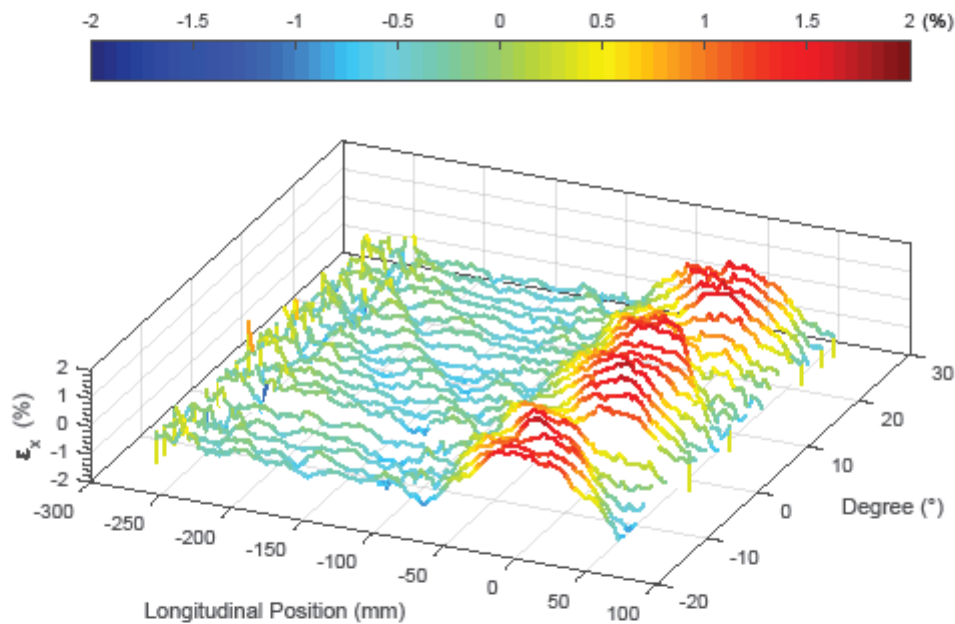 -2 -1.5 -1 -0.5 0 0.5 1 1.5 2 (%)
2
1
0
-1
-2
εx (%)
-300 -250 -200 -150 -100 -50 0 50 100
Longitudinal Position (mm)
-20 -10 0 10 20 30
Degree (°)